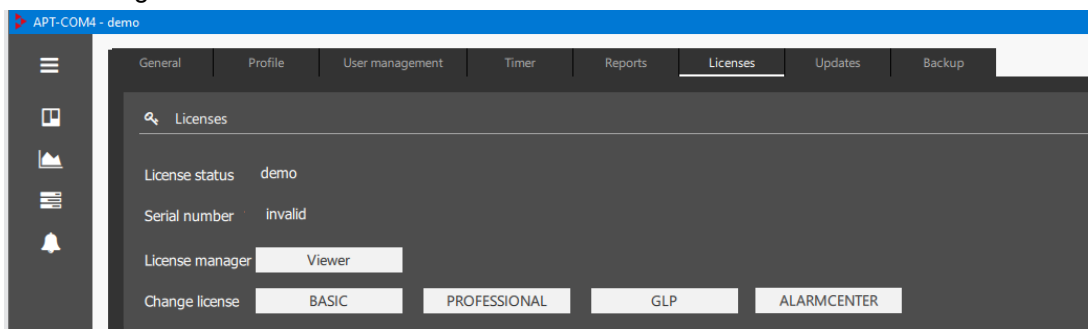 APT-COM4 - demo
General Profile User management Timer Reports Licenses Updates Backup
Licenses
License status demo
Serial number invalid
License manager Viewer
Change license BASIC PROFESSIONAL GLP ALARMCENTER